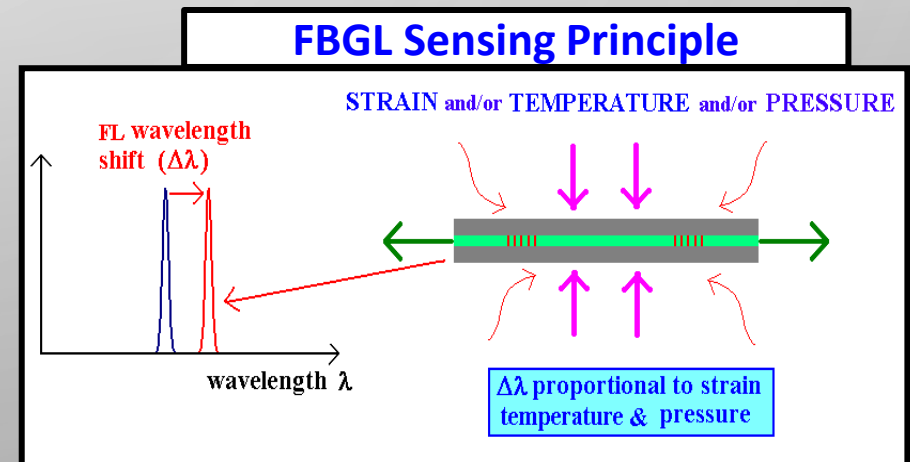 FBGL Sensing Principle
STRAIN and/or TEMPERATURE and/or PRESSURE
FL wavelength
shift (Δλ)
wavelength λ
Δλ proportional to strain
temperature & pressure